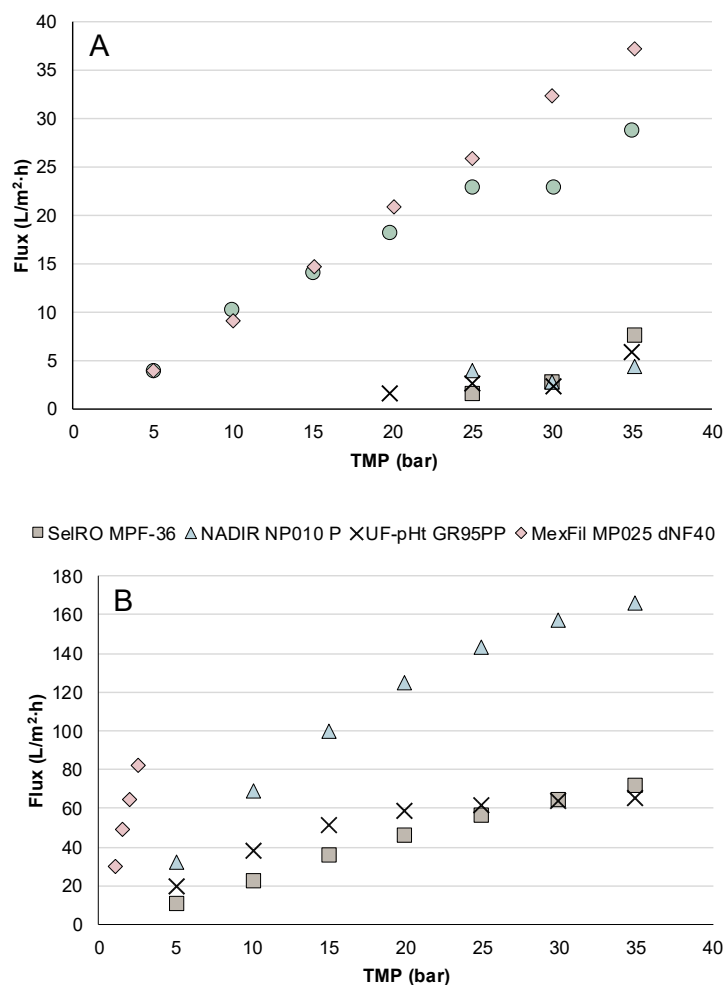 A
40
35
30
25
20
15
10
5
0
Flux (L/m²·h)
0 5 10 15 20 25 30 35 40
TMP (bar)
SelRO MPF-36 NADIR NP010 P UF-pHt GR95PP MexFil MP025 dNF40
B
180
160
140
120
100
80
60
40
20
0
Flux (L/m²·h)
0 5 10 15 20 25 30 35 40
TMP (bar)